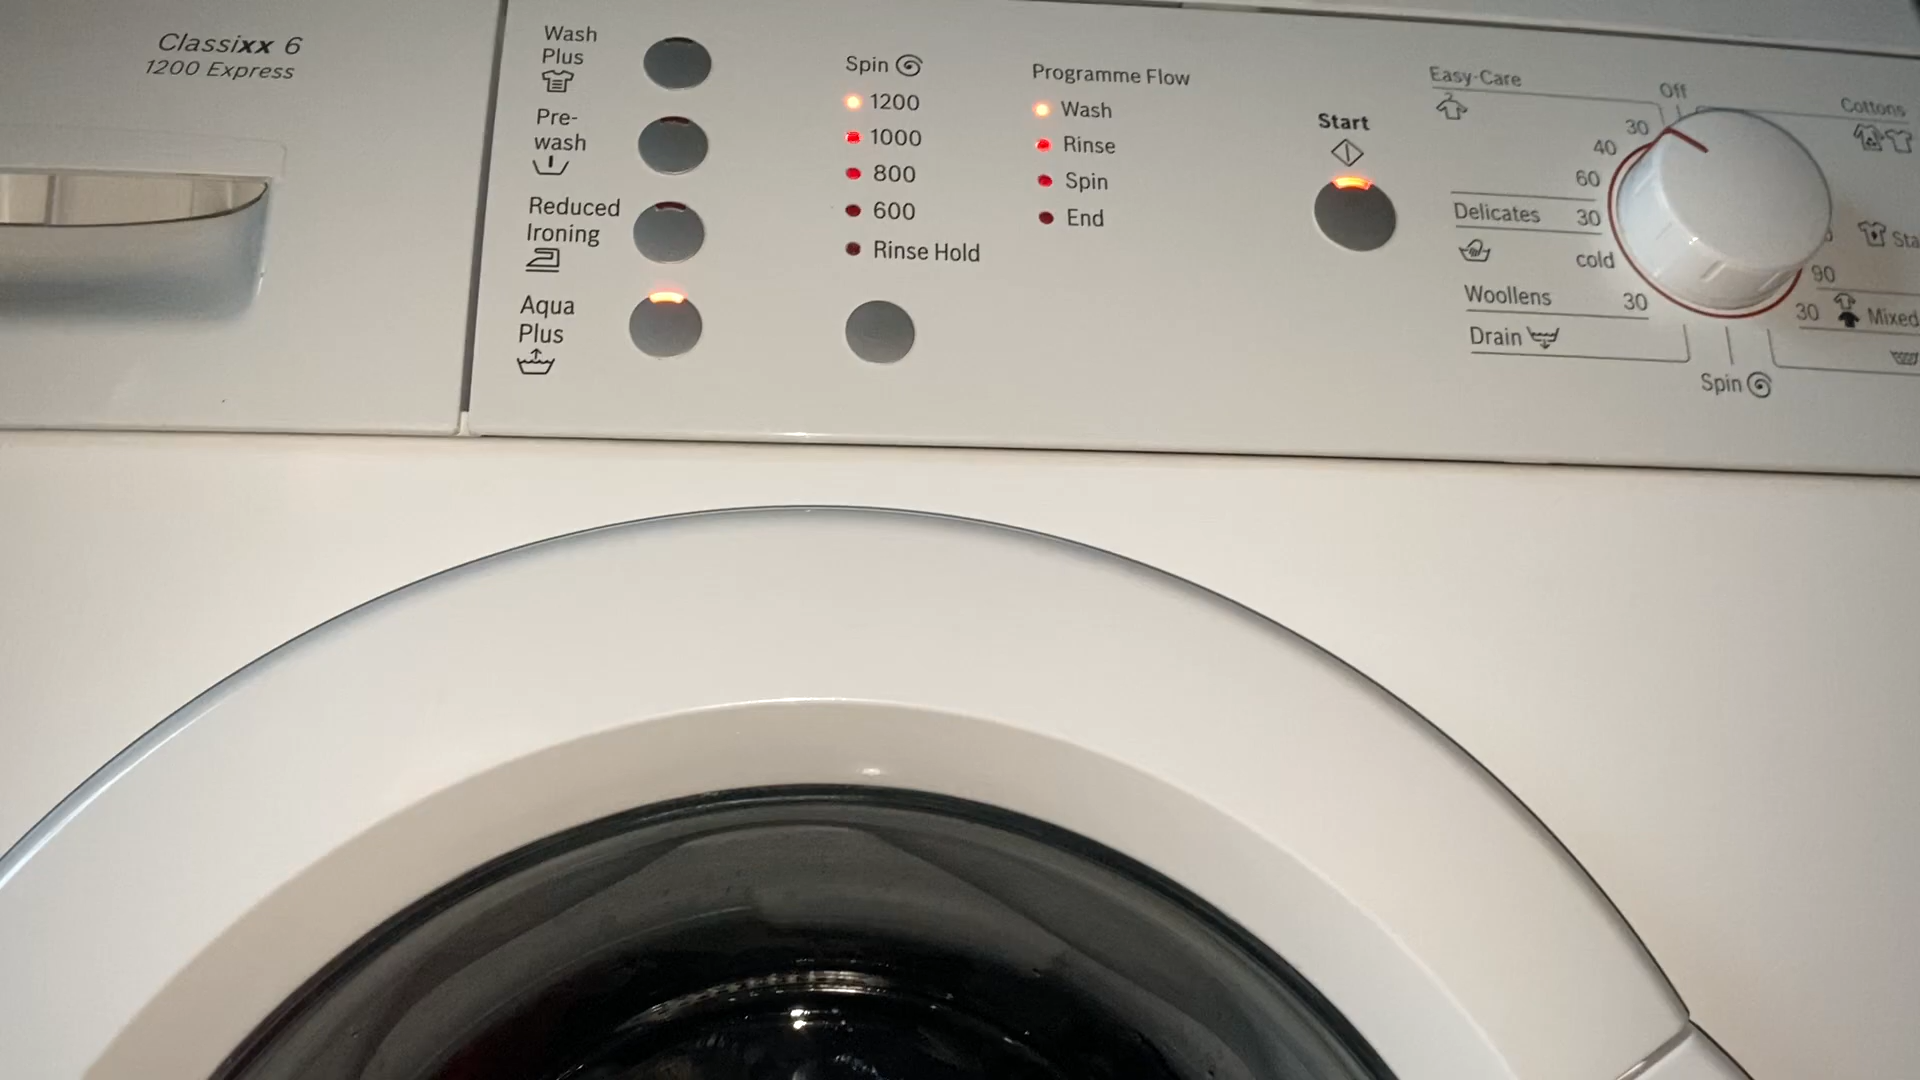 Classixx 6
1200 Express
Wash
Plus
Pre-
wash
Reduced
Ironing
Aqua
Plus
Spin
1200
1000
800
600
Rinse Hold
Programme Flow
Wash
Rinse
Spin
End
Start
Easy-Care
30
40
60
Delicates 30
cold
Woollens 30
Drain
Off
Spin
Cottons
90
30 Mixed